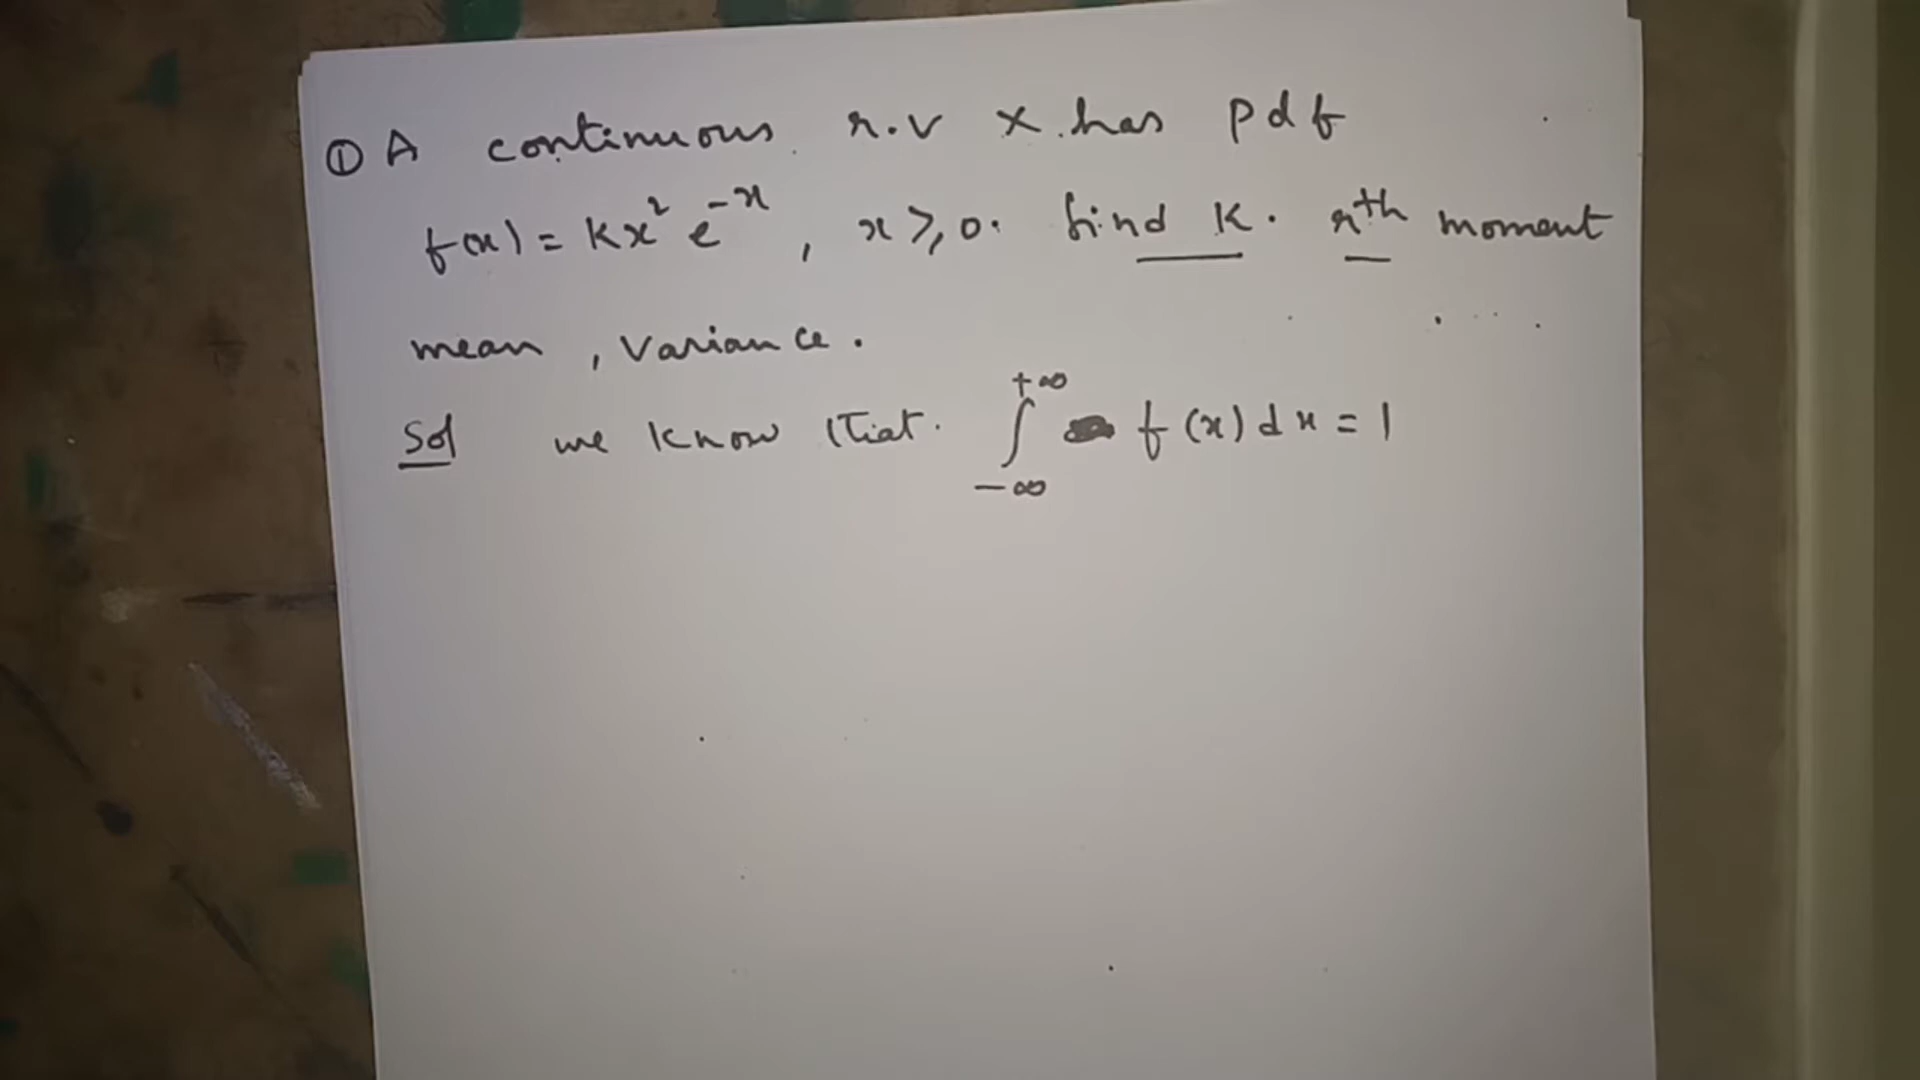 ① A continuous r.v X has pdf
f(x) = kx² e⁻ˣ , x ≥ 0. find K. rᵗʰ moment
mean , variance.
Sol we know that. ∫₋∞⁺∞ f(x) dx = 1